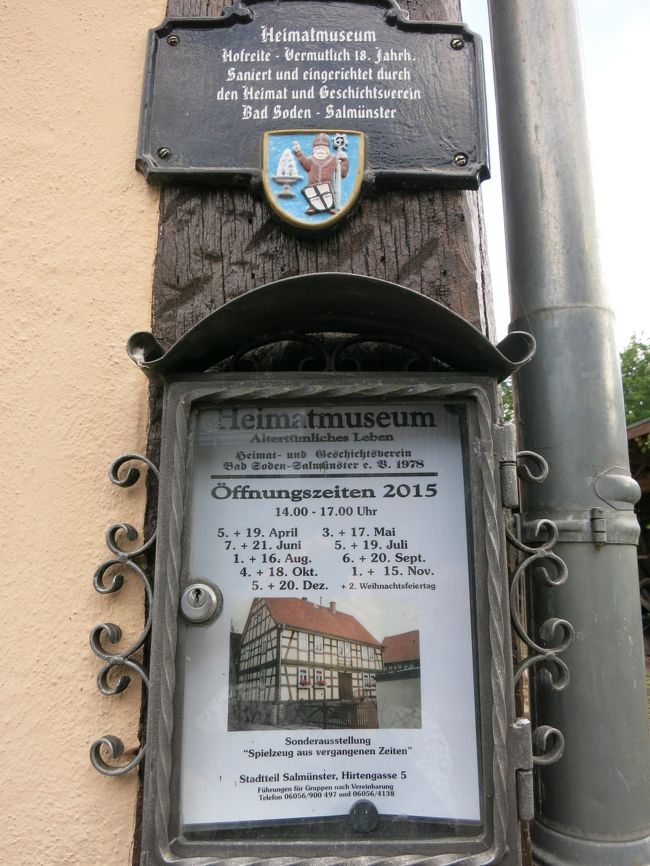 Heimatmuseum
Hofreite - Vermutlich 18. Jahrh.
Saniert und eingerichtet durch
den Heimat und Geschichtsverein
Bad Soden - Salmünster
Heimatmuseum
Altertümliches Leben
Heimat- und Geschichtsverein
Bad Soden-Salmünster e. V. 1978
Öffnungszeiten 2015
14.00 - 17.00 Uhr
5. + 19. April 3. + 17. Mai
7. + 21. Juni 5. + 19. Juli
1. + 16. Aug. 6. + 20. Sept.
4. + 18. Okt. 1. + 15. Nov.
5. + 20. Dez. + 2. Weihnachtsfeiertag
Sonderausstellung
"Spielzeug aus vergangenen Zeiten"
Stadtteil Salmünster, Hirtengasse 5
Führungen für Gruppen nach Vereinbarung
Telefon 06056/900 497 und 06056/4138